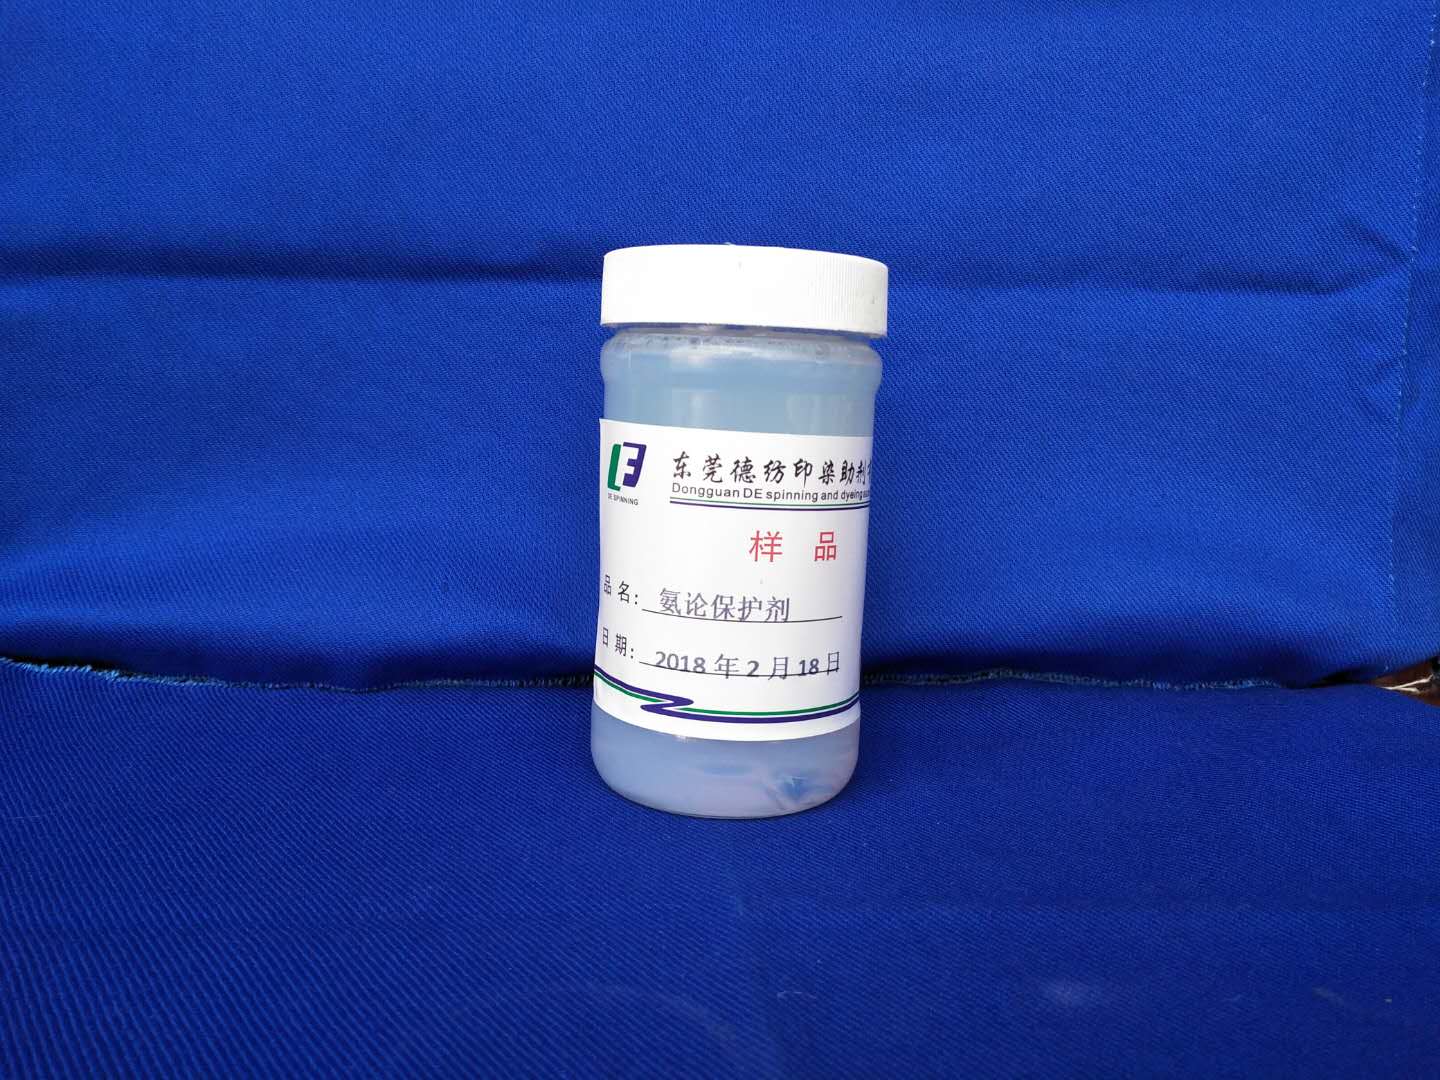 DE SPINNING
东莞德纺印染助剂
Dongguan DE spinning and dyeing
样 品
品 名： 氨论保护剂
日 期： 2018 年 2 月 18 日